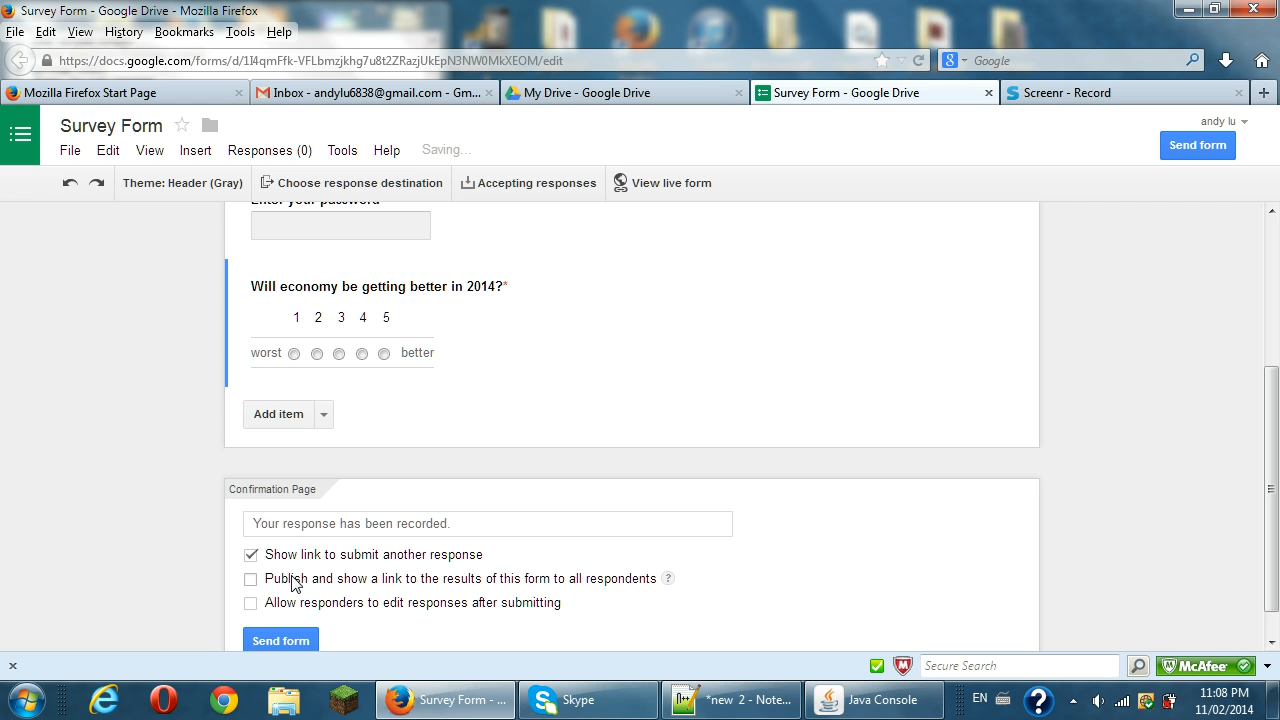 Survey Form - Google Drive - Mozilla Firefox
File Edit View History Bookmarks Tools Help
https://docs.google.com/forms/d/1l4qmFfk-VFLbmzjkhg7u8t2ZRazjUkEpN3NW0MkXEOM/edit
Google
Mozilla Firefox Start Page
Inbox - andylu6838@gmail.com - Gm...
My Drive - Google Drive
Survey Form - Google Drive
Screenr - Record
Survey Form
andy lu
File Edit View Insert Responses (0) Tools Help Saving...
Send form
Theme: Header (Gray) Choose response destination Accepting responses View live form
Enter your password
Will economy be getting better in 2014?*
1 2 3 4 5
worst better
Add item
Confirmation Page
Your response has been recorded.
Show link to submit another response
Publish and show a link to the results of this form to all respondents ?
Allow responders to edit responses after submitting
Send form
Secure Search
McAfee
Survey Form - ...
Skype
*new 2 - Note...
Java Console
EN
11:08 PM
11/02/2014